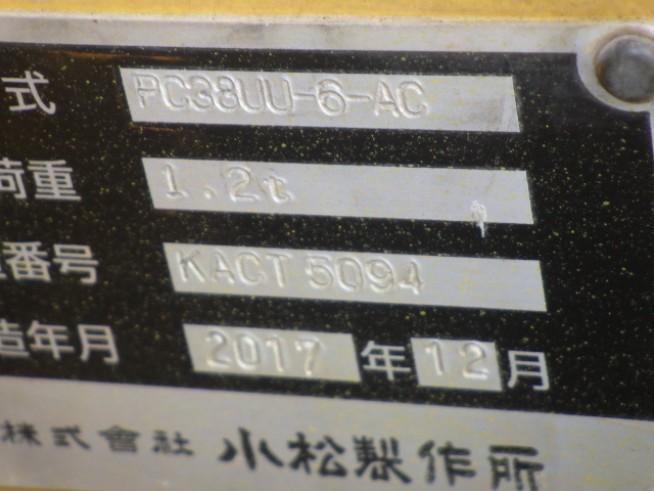 式 PC38UU-6-AC
荷重 1.2t
番号 KACT 5094
造年月 2017 年 12 月
株式會社 小松製作所